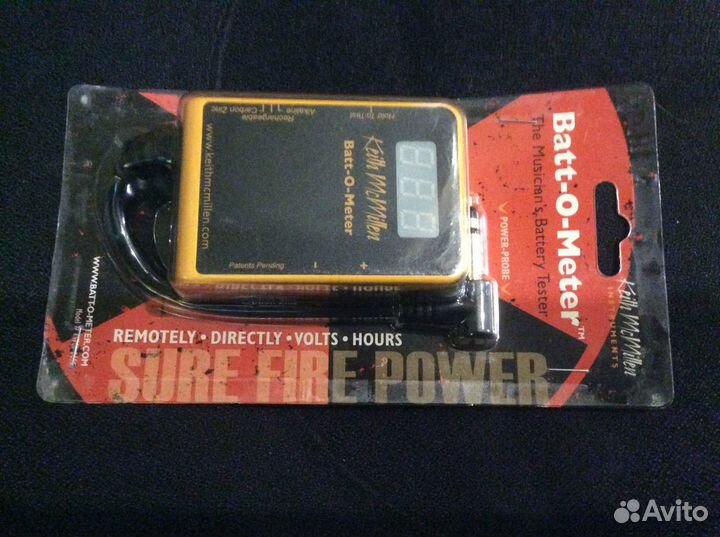 Batt-O-Meter™
The Musician's Battery Tester
Keith McMillen
INSTRUMENTS
POWER-PROBE
Hold To Test
Alkaline
Carbon Zinc
Rechargeable
888
Keith McMillen
Batt-O-Meter
www.keithmcmillen.com
Patents Pending
-
+
REMOTELY • DIRECTLY • VOLTS • HOURS
SURE FIRE POWER
WWW.BATT-O-METER.COM
Avito